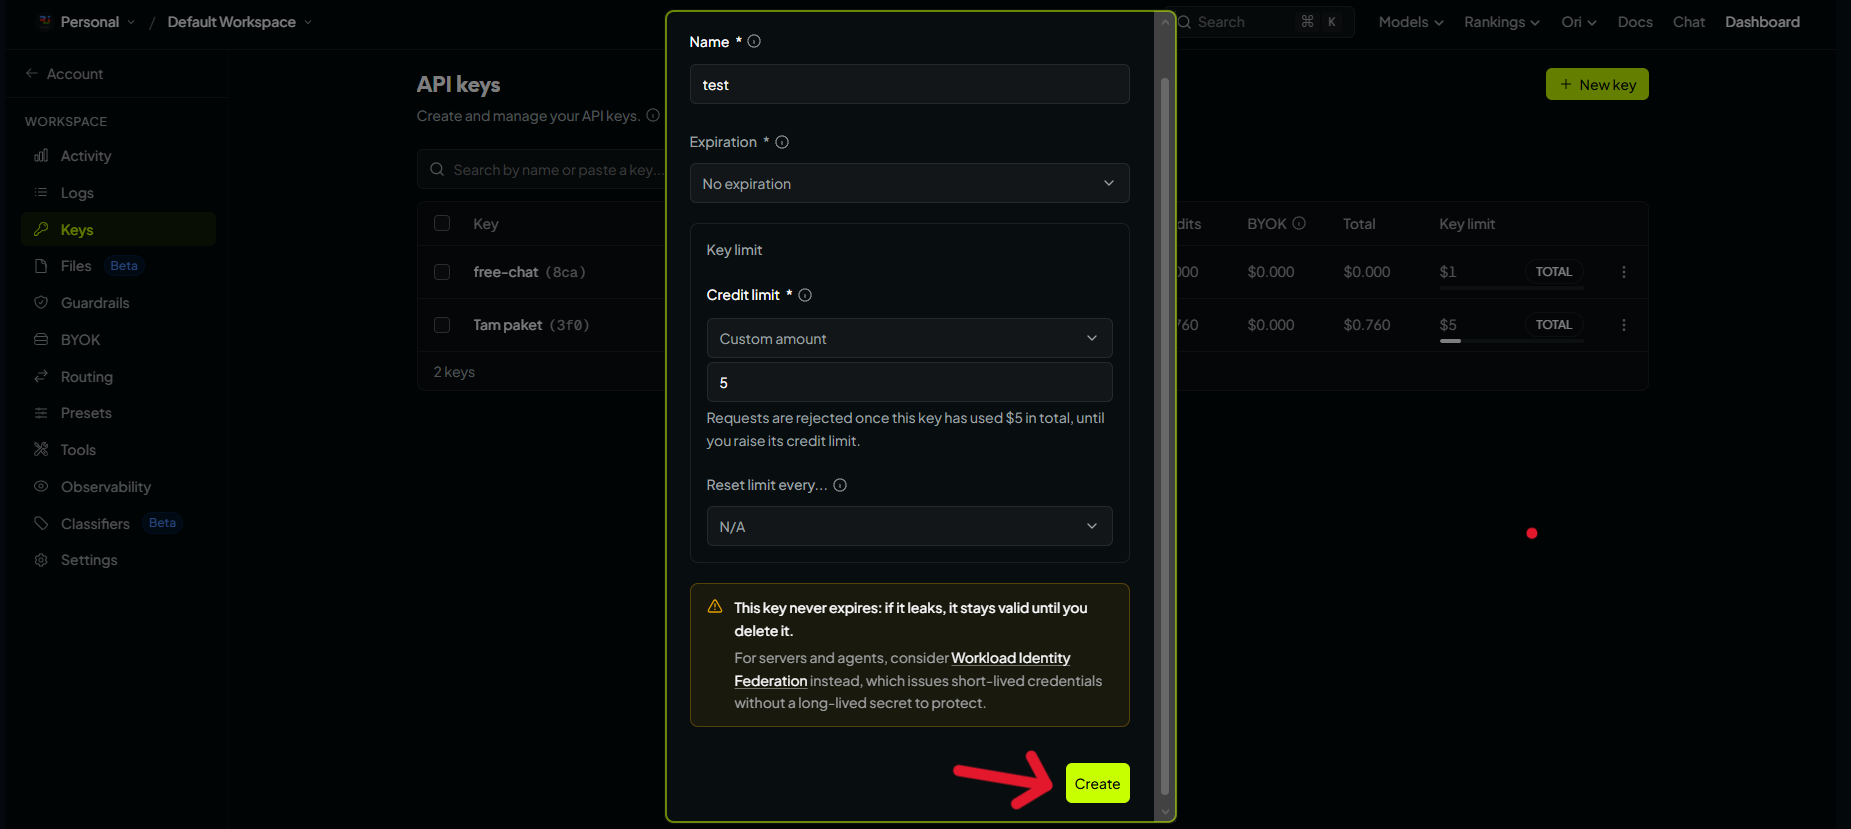 Personal / Default Workspace
Search ⌘ K
Models Rankings Ori Docs Chat Dashboard
Account
WORKSPACE
Activity
Logs
Keys
Files Beta
Guardrails
BYOK
Routing
Presets
Tools
Observability
Classifiers Beta
Settings
API keys
Create and manage your API keys.
+ New key
Search by name or paste a key...
Key
BYOK Total Key limit
free-chat (8ca)
$0.000 $0.000 $1 TOTAL
Tam paket (3f0)
$0.000 $0.760 $5 TOTAL
2 keys
Name *
test
Expiration *
No expiration
Key limit
Credit limit *
Custom amount
5
Requests are rejected once this key has used $5 in total, until
you raise its credit limit.
Reset limit every...
N/A
This key never expires: if it leaks, it stays valid until you
delete it.
For servers and agents, consider Workload Identity
Federation instead, which issues short-lived credentials
without a long-lived secret to protect.
Create